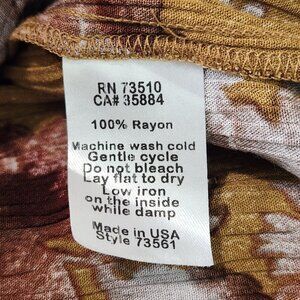 RN 73510
CA# 35884
100% Rayon
Machine wash cold
Gentle cycle
Do not bleach
Lay flat to dry
Low iron
on the inside
while damp
Made in USA
Style 73561